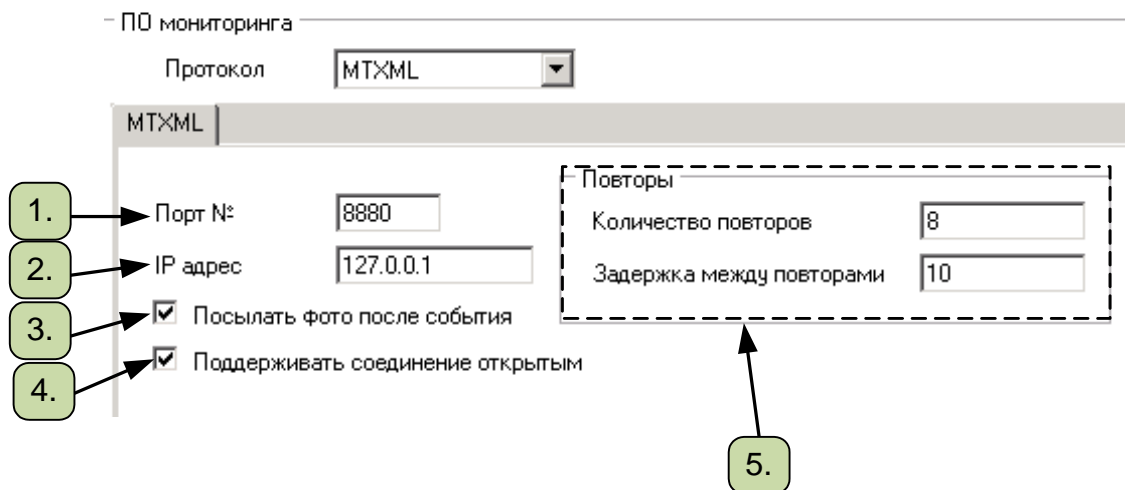 ПО мониторинга
Протокол MTXML
MTXML
Повторы
1. Порт № 8880 Количество повторов 8
2. IP адрес 127.0.0.1 Задержка между повторами 10
3. Посылать фото после события
4. Поддерживать соединение открытым
5.